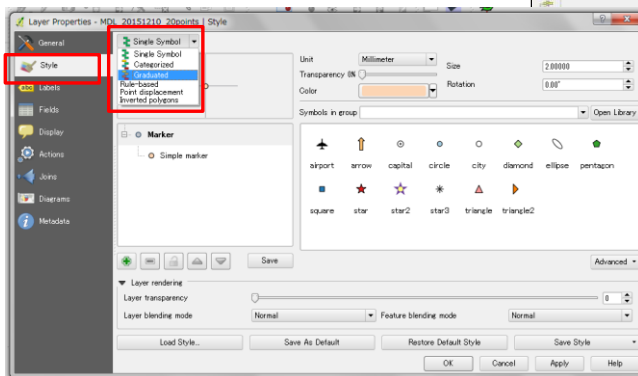 Layer Properties - MDL_20151210_20points | Style
General
Style
Labels
Fields
Display
Actions
Joins
Diagrams
Metadata
Single Symbol
Single Symbol
Categorized
Graduated
Rule-based
Point displacement
Inverted polygons
Unit Millimeter
Transparency 0%
Color
Size 2.00000
Rotation 0.00°
Symbols in group Open Library
Marker
Simple marker
airport arrow capital circle city diamond ellipse pentagon
square star star2 star3 triangle triangle2
Save Advanced
Layer rendering
Layer transparency 0
Layer blending mode Normal Feature blending mode Normal
Load Style... Save As Default Restore Default Style Save Style
OK Cancel Apply Help